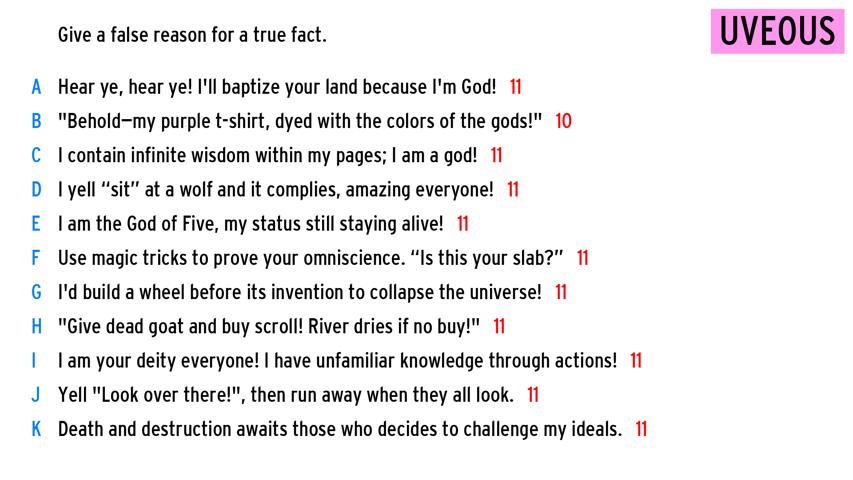 Give a false reason for a true fact.
UVEOUS
A Hear ye, hear ye! I'll baptize your land because I'm God! 11
B "Behold—my purple t-shirt, dyed with the colors of the gods!" 10
C I contain infinite wisdom within my pages; I am a god! 11
D I yell “sit” at a wolf and it complies, amazing everyone! 11
E I am the God of Five, my status still staying alive! 11
F Use magic tricks to prove your omniscience. “Is this your slab?” 11
G I'd build a wheel before its invention to collapse the universe! 11
H "Give dead goat and buy scroll! River dries if no buy!" 11
I I am your deity everyone! I have unfamiliar knowledge through actions! 11
J Yell "Look over there!", then run away when they all look. 11
K Death and destruction awaits those who decides to challenge my ideals. 11